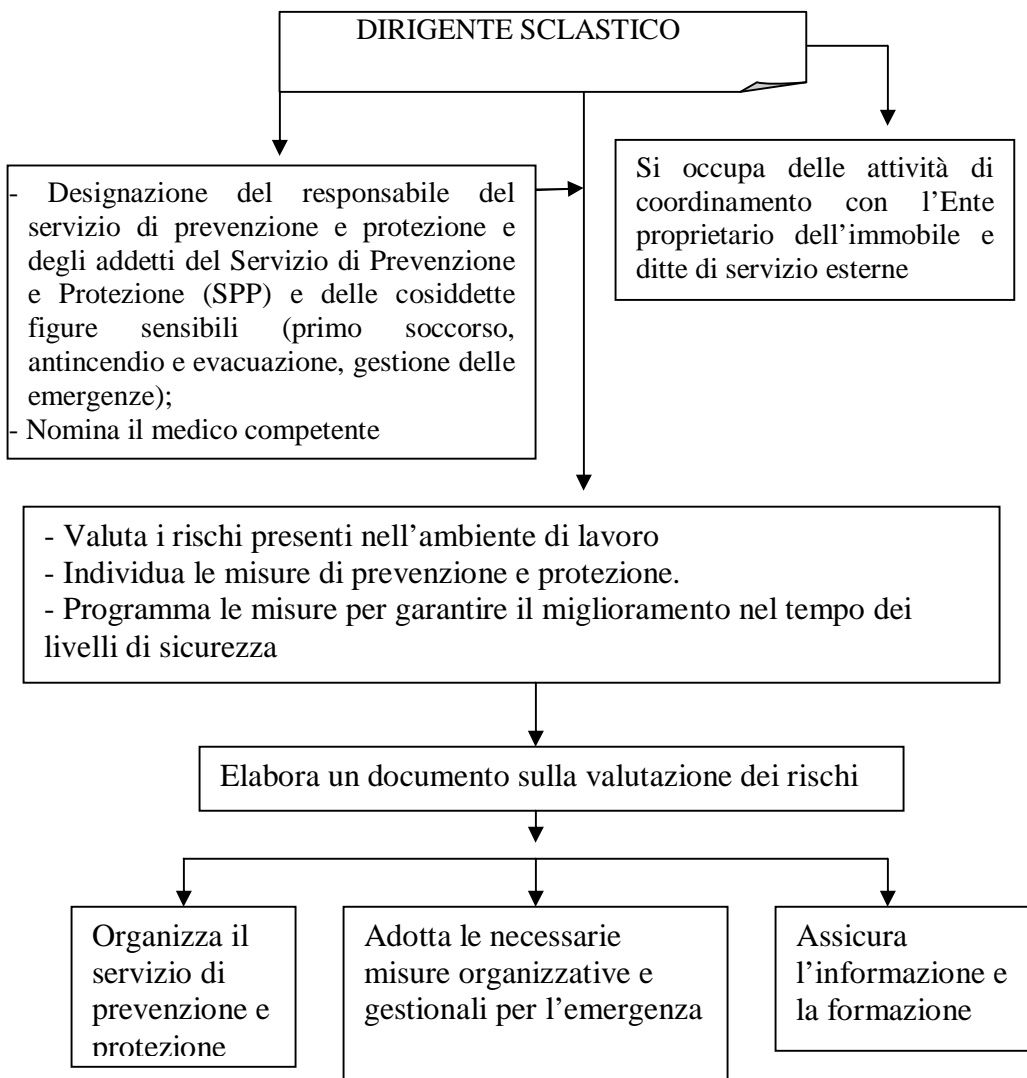 DIRIGENTE SCLASTICO
- Designazione del responsabile del
servizio di prevenzione e protezione e
degli addetti del Servizio di Prevenzione
e Protezione (SPP) e delle cosiddette
figure sensibili (primo soccorso,
antincendio e evacuazione, gestione delle
emergenze);
- Nomina il medico competente
Si occupa delle attività di
coordinamento con l’Ente
proprietario dell’immobile e
ditte di servizio esterne
- Valuta i rischi presenti nell’ambiente di lavoro
- Individua le misure di prevenzione e protezione.
- Programma le misure per garantire il miglioramento nel tempo dei
livelli di sicurezza
Elabora un documento sulla valutazione dei rischi
Organizza il
servizio di
prevenzione e
protezione
Adotta le necessarie
misure organizzative e
gestionali per l’emergenza
Assicura
l’informazione e
la formazione